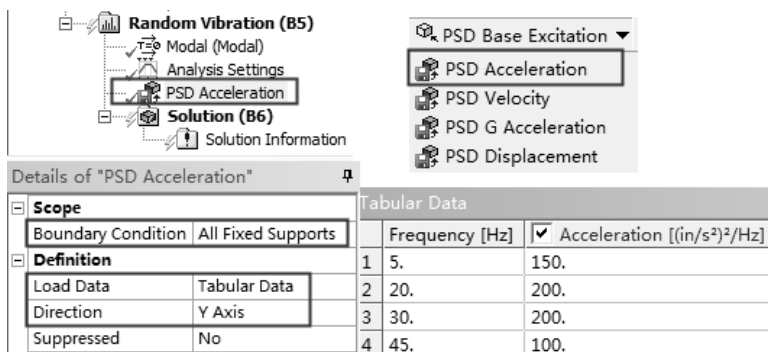 Random Vibration (B5)
Modal (Modal)
Analysis Settings
PSD Acceleration
Solution (B6)
Solution Information
PSD Base Excitation
PSD Acceleration
PSD Velocity
PSD G Acceleration
PSD Displacement
Details of "PSD Acceleration"
Scope
Boundary Condition All Fixed Supports
Definition
Load Data Tabular Data
Direction Y Axis
Suppressed No
Tabular Data
Frequency [Hz] Acceleration [(in/s²)²/Hz]
1 5. 150.
2 20. 200.
3 30. 200.
4 45. 100.